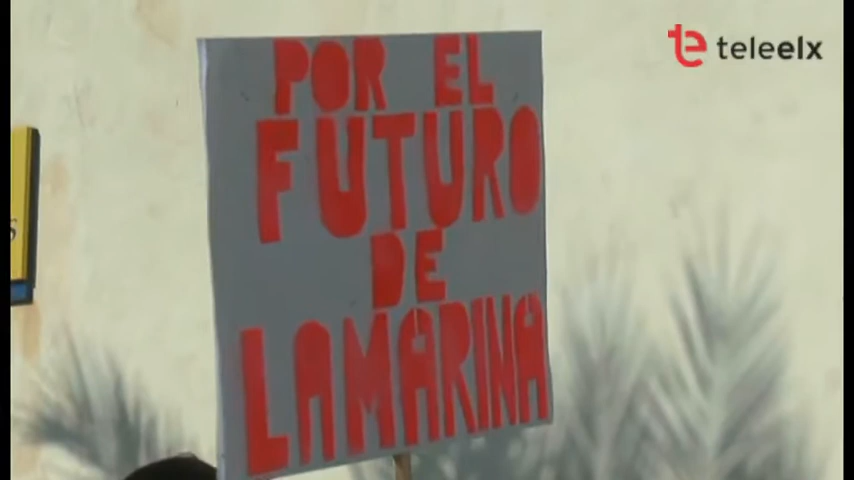 teleelx
POR EL
FUTURO
DE
LAMARINA
S